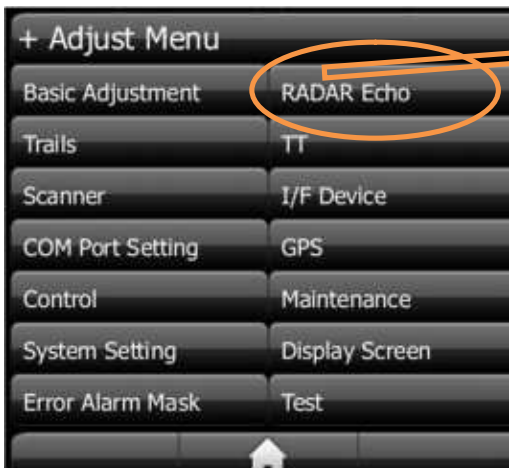 + Adjust Menu
Basic Adjustment RADAR Echo
Trails TT
Scanner I/F Device
COM Port Setting GPS
Control Maintenance
System Setting Display Screen
Error Alarm Mask Test